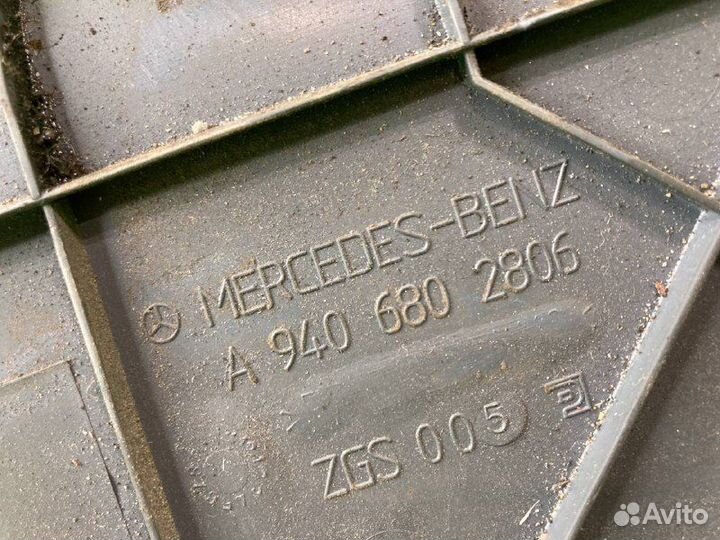 MERCEDES-BENZ
A 940 680 2806
ZGS 005
Avito